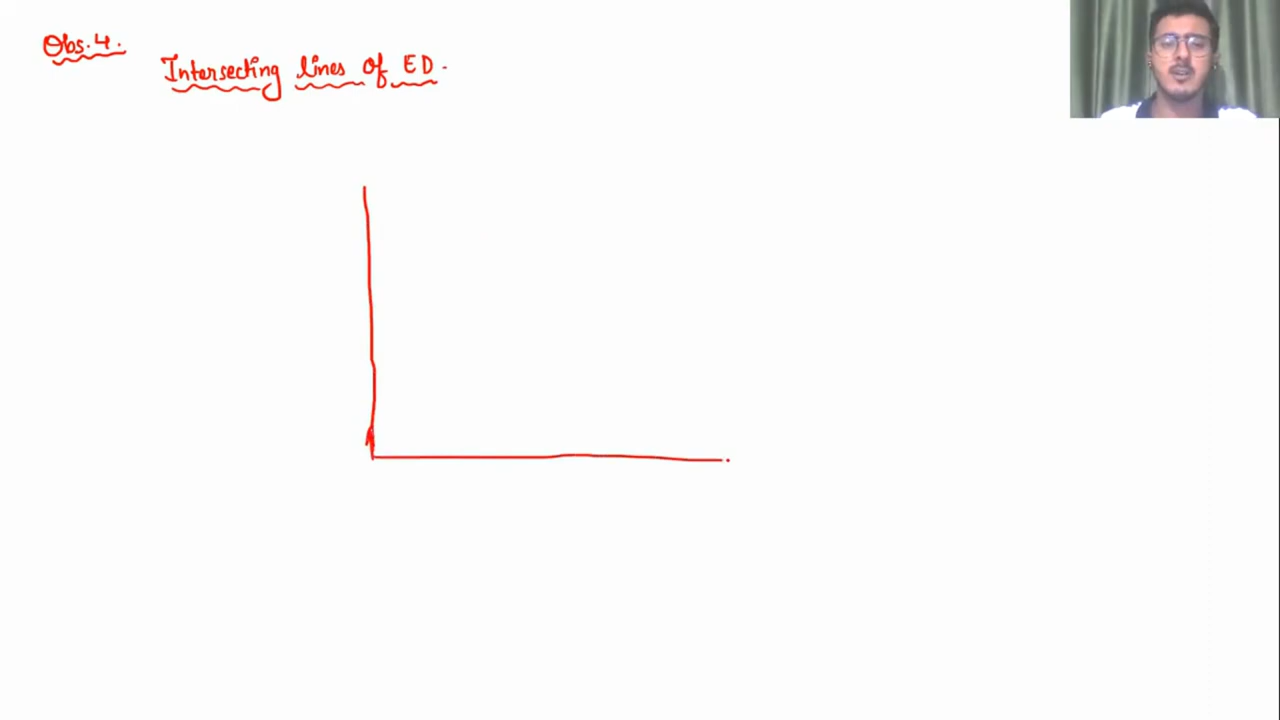 Obs. 4.
Intersecting lines of ED.